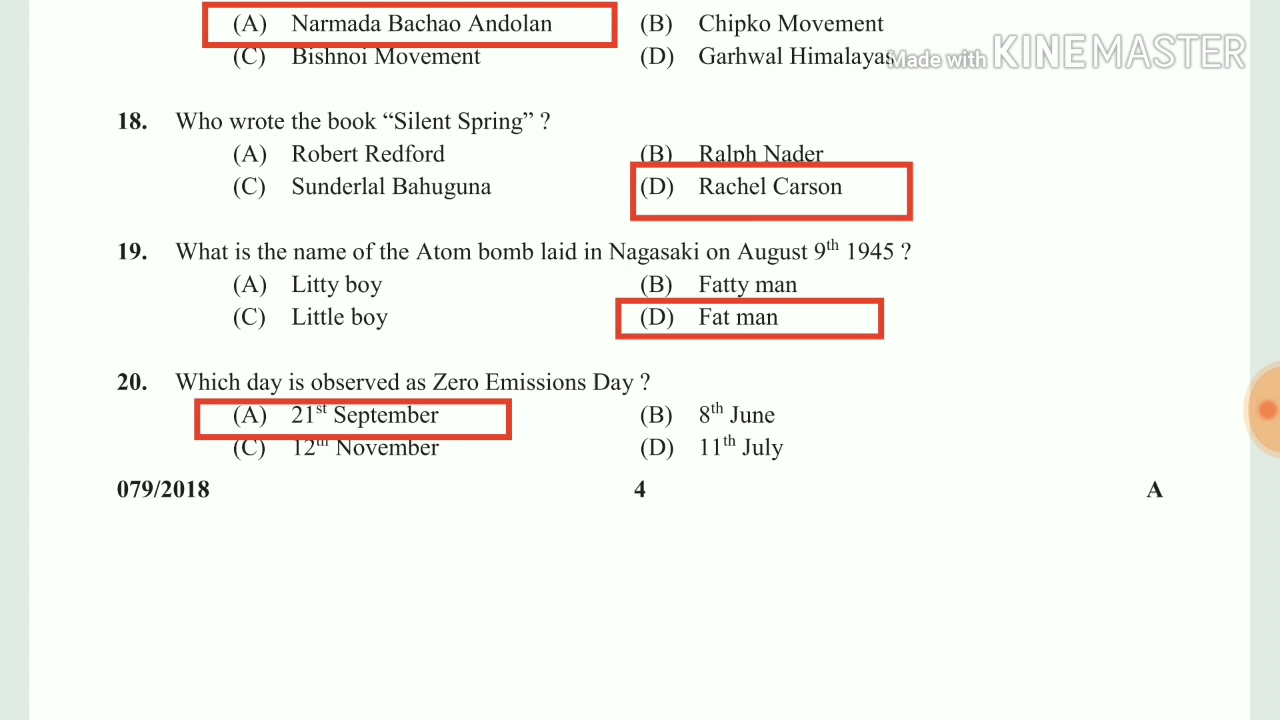 (A) Narmada Bachao Andolan (B) Chipko Movement
(C) Bishnoi Movement (D) Garhwal Himalayas
Made with KINEMASTER
18. Who wrote the book “Silent Spring” ?
(A) Robert Redford (B) Ralph Nader
(C) Sunderlal Bahuguna (D) Rachel Carson
19. What is the name of the Atom bomb laid in Nagasaki on August 9th 1945 ?
(A) Litty boy (B) Fatty man
(C) Little boy (D) Fat man
20. Which day is observed as Zero Emissions Day ?
(A) 21st September (B) 8th June
(C) 12th November (D) 11th July
079/2018 4 A